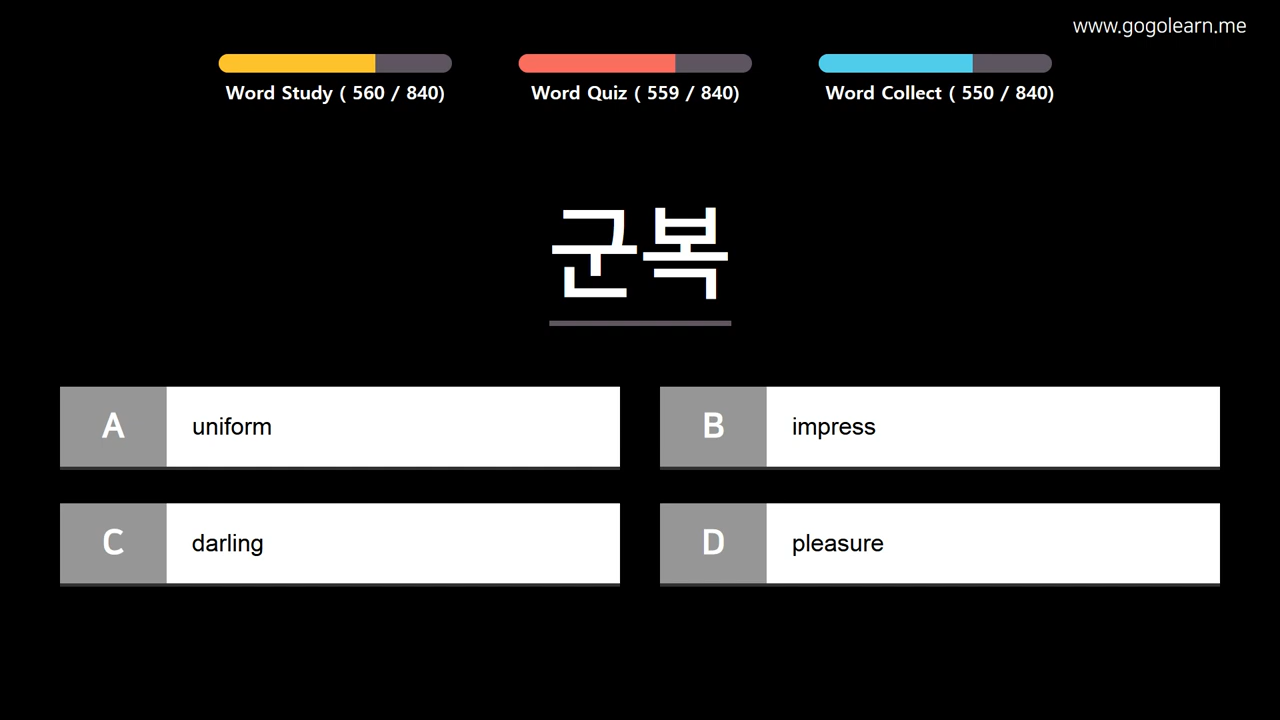 www.gogolearn.me
Word Study ( 560 / 840)
Word Quiz ( 559 / 840)
Word Collect ( 550 / 840)
군복
A uniform
B impress
C darling
D pleasure